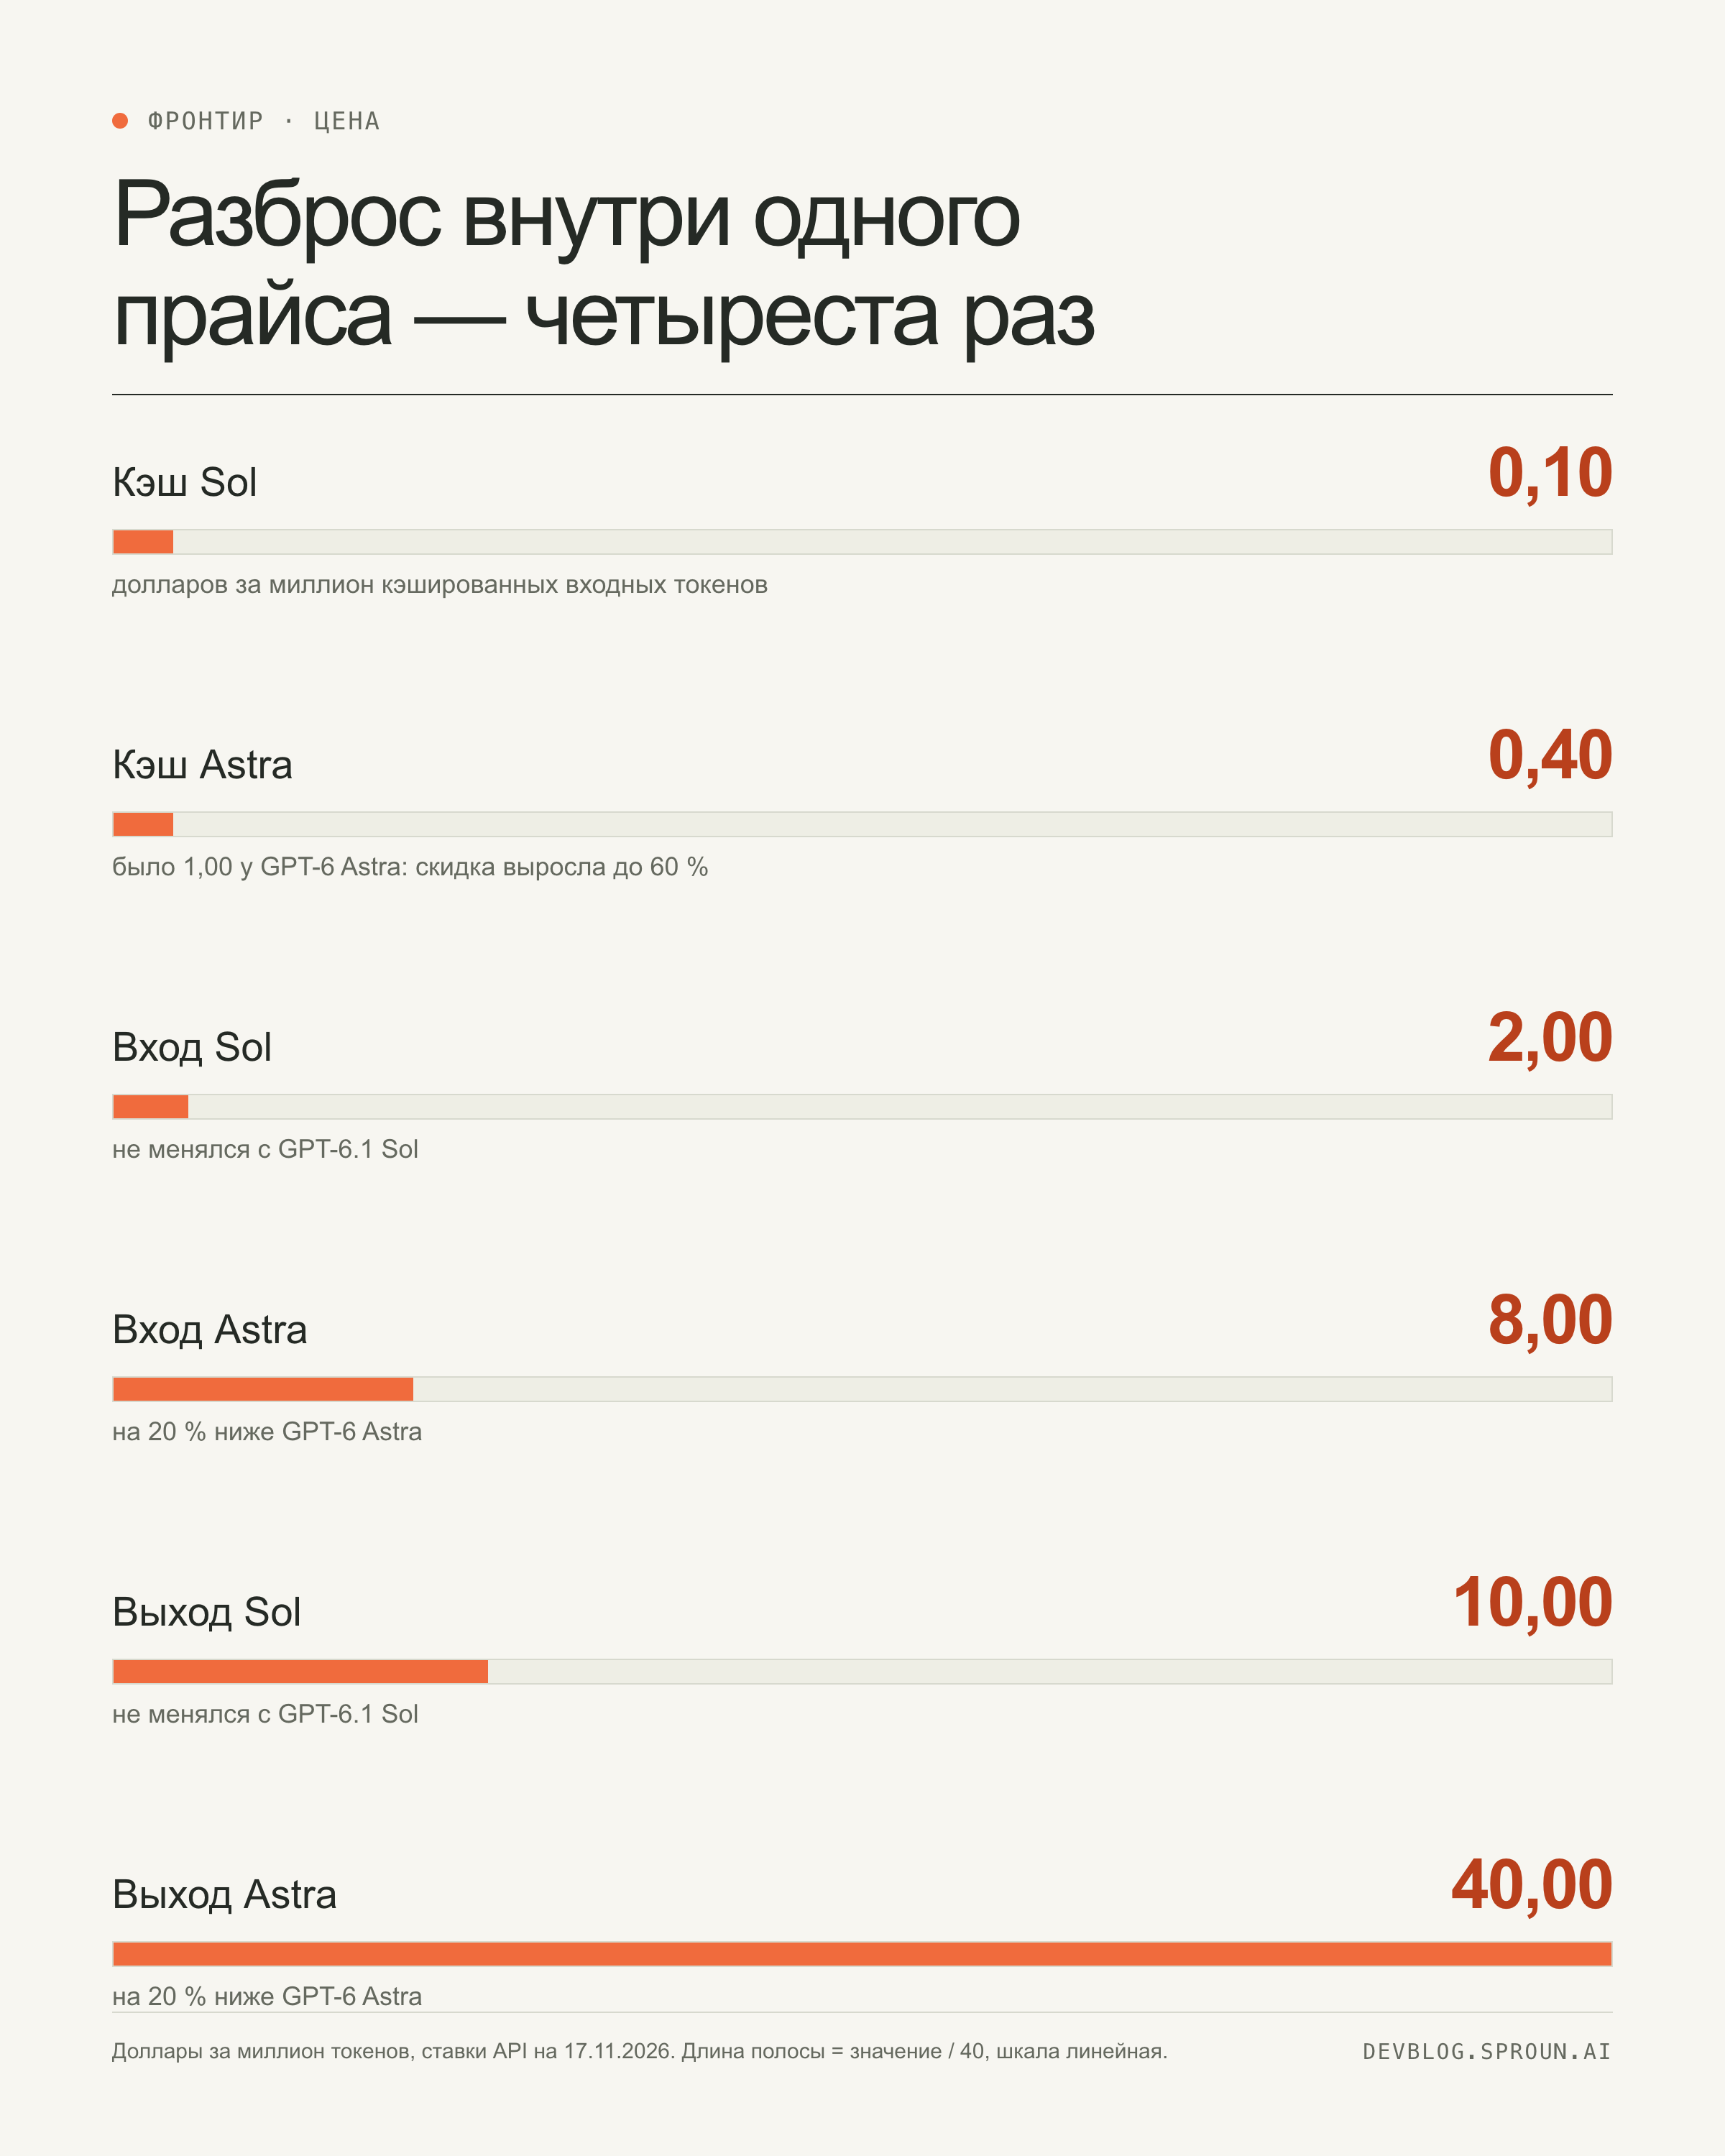 ФРОНТИР · ЦЕНА
Разброс внутри одного
прайса — четыреста раз
Кэш Sol
0,10
долларов за миллион кэшированных входных токенов
Кэш Astra
0,40
было 1,00 у GPT-6 Astra: скидка выросла до 60 %
Вход Sol
2,00
не менялся с GPT-6.1 Sol
Вход Astra
8,00
на 20 % ниже GPT-6 Astra
Выход Sol
10,00
не менялся с GPT-6.1 Sol
Выход Astra
40,00
на 20 % ниже GPT-6 Astra
Доллары за миллион токенов, ставки API на 17.11.2026. Длина полосы = значение / 40, шкала линейная.
DEVBLOG.SPROUN.AI